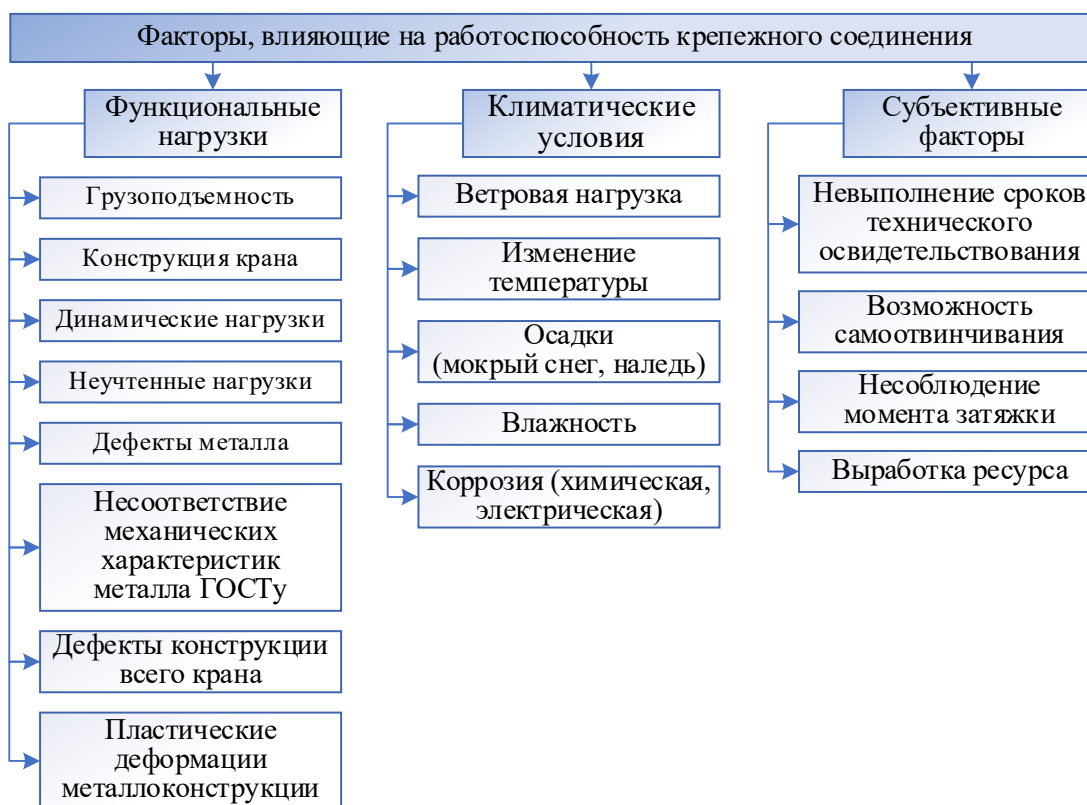 Факторы, влияющие на работоспособность крепежного соединения
Функциональные
нагрузки
Грузоподъемность
Конструкция крана
Динамические нагрузки
Неучтенные нагрузки
Дефекты металла
Несоответствие
механических
характеристик
металла ГОСТу
Дефекты конструкции
всего крана
Пластические
деформации
металлоконструкции
Климатические
условия
Ветровая нагрузка
Изменение
температуры
Осадки
(мокрый снег, наледь)
Влажность
Коррозия (химическая,
электрическая)
Субъективные
факторы
Невыполнение сроков
технического
освидетельствования
Возможность
самоотвинчивания
Несоблюдение
момента затяжки
Выработка ресурса